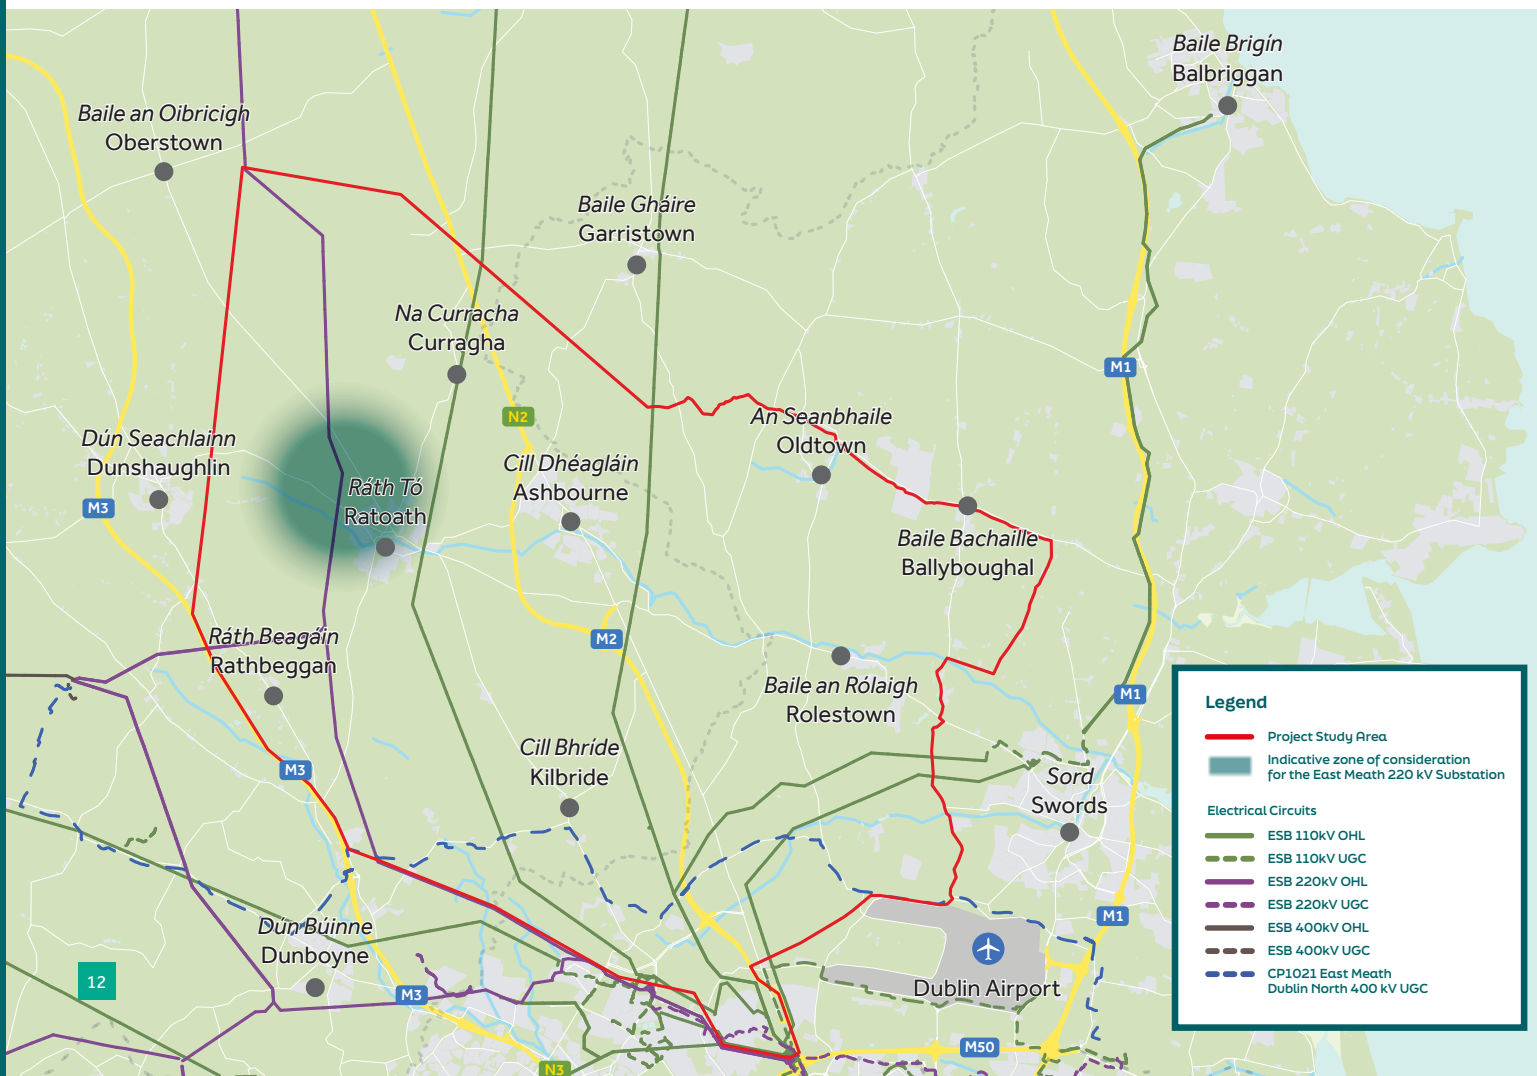 Baile Brigín
Balbriggan
Baile an Oibricigh
Oberstown
Baile Gháire
Garristown
Na Curracha
Curragha
M1
N2
An Seanbhaile
Oldtown
Dún Seachlainn
Dunshaughlin
Cill Dhéagláin
Ashbourne
Ráth Tó
Ratoath
M3
Baile Bachaille
Ballyboughal
Ráth Beagáin
Rathbeggan
M2
Baile an Rólaigh
Rolestown
M1
Cill Bhríde
Kilbride
M3
Sord
Swords
M1
Dún Búinne
Dunboyne
12
M3
Dublin Airport
M50
N3
Legend
Project Study Area
Indicative zone of consideration
for the East Meath 220 kV Substation
Electrical Circuits
ESB 110kV OHL
ESB 110kV UGC
ESB 220kV OHL
ESB 220kV UGC
ESB 400kV OHL
ESB 400kV UGC
CP1021 East Meath
Dublin North 400 kV UGC